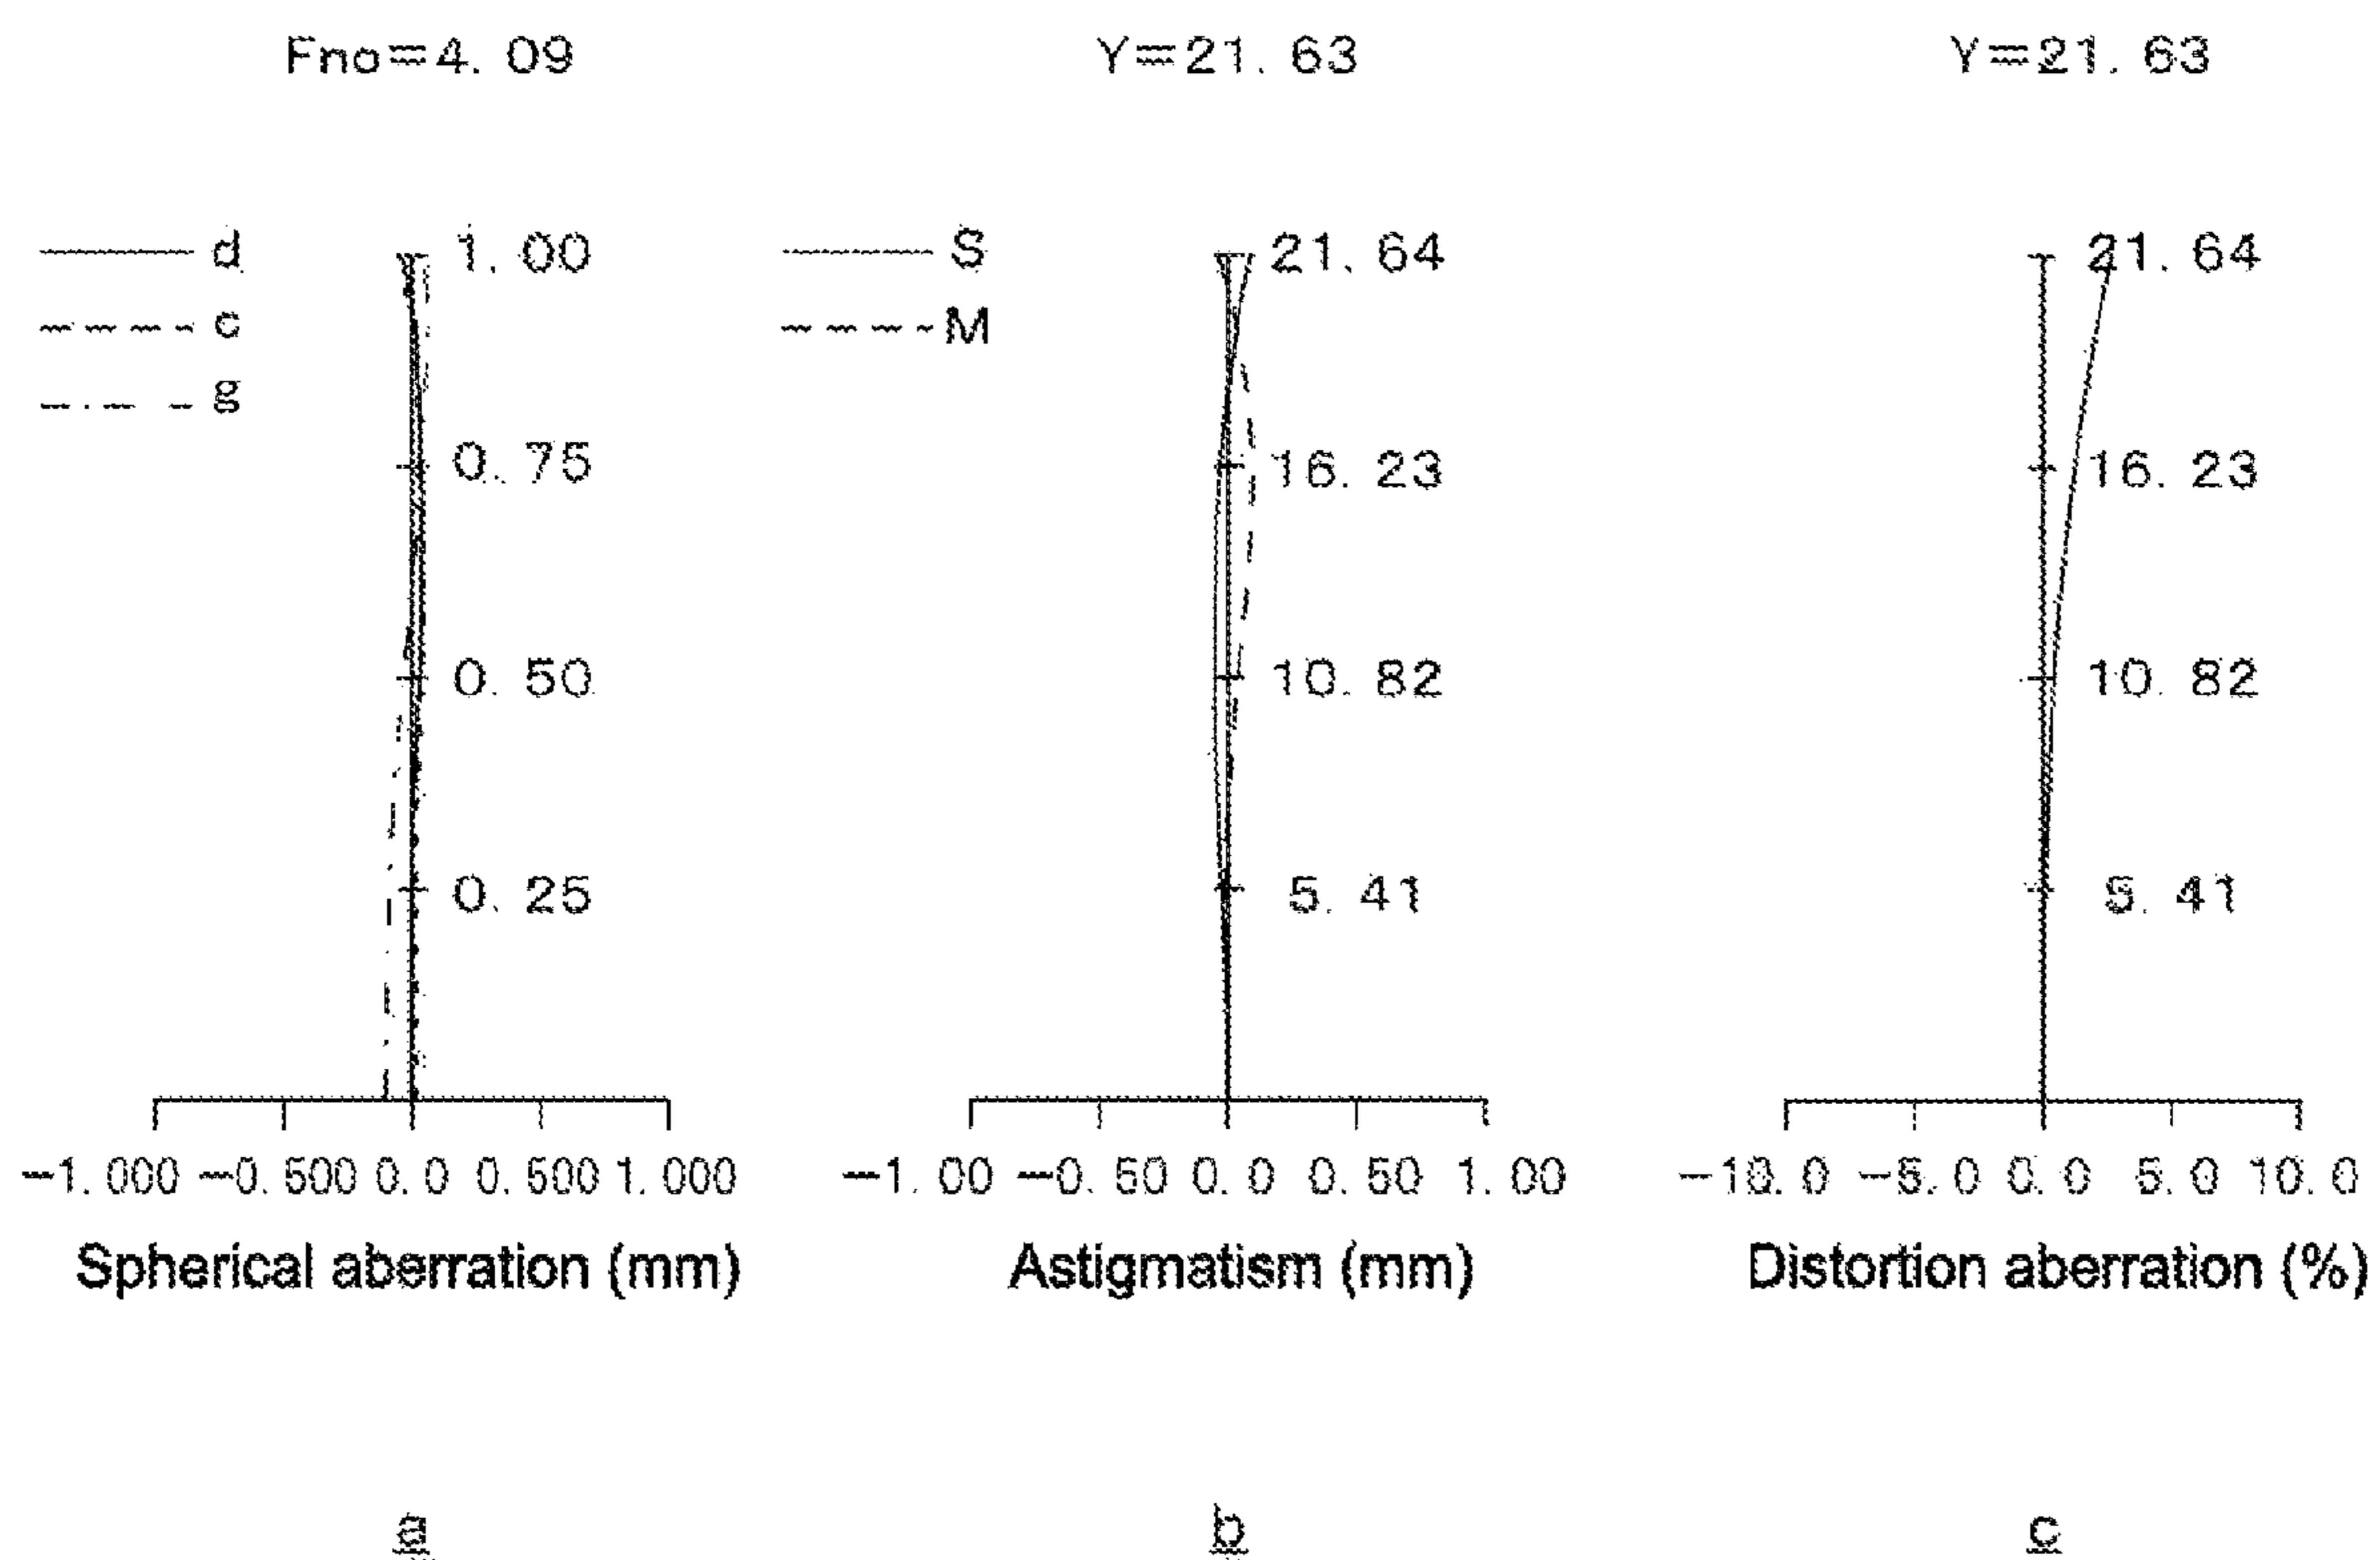 Fno=4. 09
Y=21. 63
Y=21. 63
d
c
g
1. 00
0. 75
0. 50
0. 25
S
M
21. 64
16. 23
10. 82
5. 41
21. 64
16. 23
10. 82
5. 41
−1. 000 −0. 500 0. 0 0. 500 1. 000
−1. 00 −0. 50 0. 0 0. 50 1. 00
−10. 0 −5. 0 0. 0 5. 0 10. 0
Spherical aberration (mm)
Astigmatism (mm)
Distortion aberration (%)
a
b
c